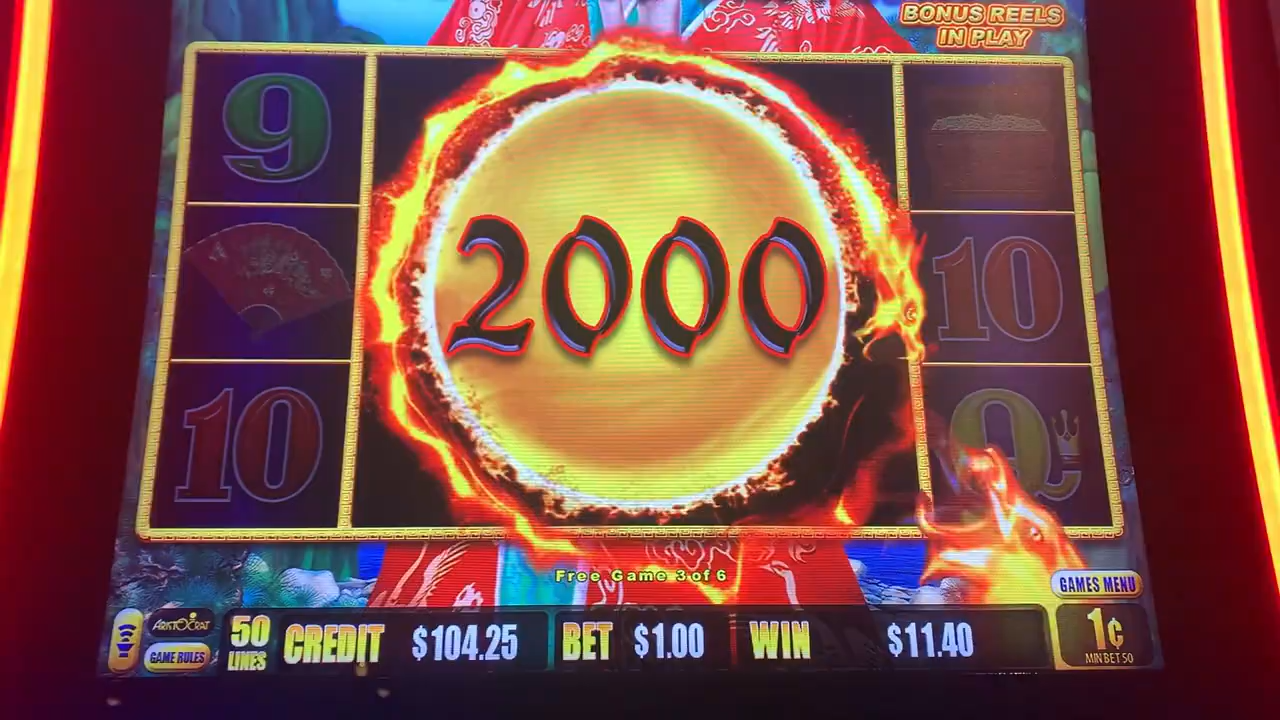 BONUS REELS
IN PLAY
9
2000
10
10
Q
Free Game 3 of 6
GAMES MENU
ARISTOCRAT
GAME RULES
50
LINES
CREDIT $104.25
BET $1.00
WIN $11.40
1¢
MIN BET 50